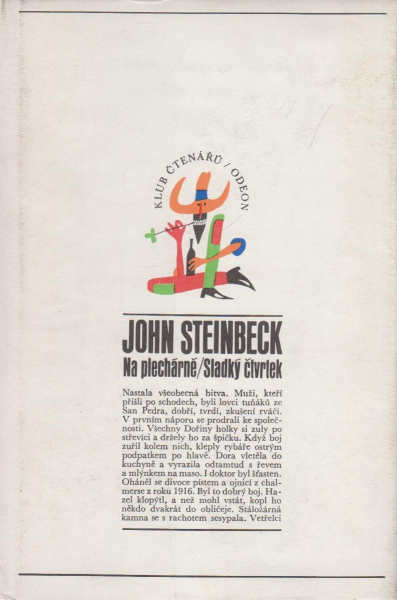 KLUB ČTENÁŘŮ / ODEON
JOHN STEINBECK
Na plechárně/Sladký čtvrtek
Nastala všeobecná bitva. Muži, kteří
přišli po schodech, byli lovci tuňáků ze
San Pedra, dobří, tvrdí, zkušení rváči.
V prvním náporu se prodrali ke společ-
nosti. Všechny Dořiny holky si zuly po
střevíci a držely ho za špičku. Když boj
zuřil kolem nich, kleply rybáře ostrým
podpatkem po hlavě. Dora vletěla do
kuchyně a vyrazila odtamtud s řevem
a mlýnkem na maso. I doktor byl šťasten.
Oháněl se divoce pístem a ojnicí z chal-
merse z roku 1916. Byl to dobrý boj. Ha-
zel klopýtl, a než mohl vstát, kopl ho
někdo dvakrát do obličeje. Stáložárná
kamna se s rachotem sesypala. Vetřelci